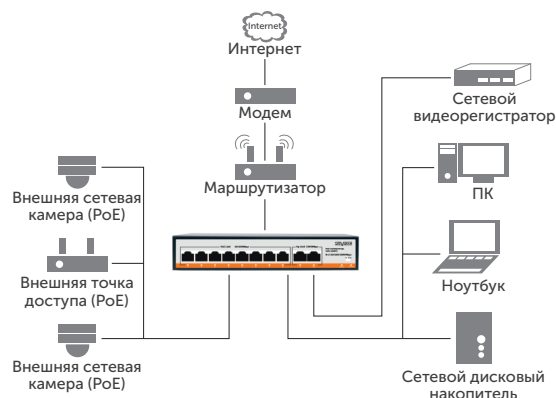 Internet
Интернет
Модем
Маршрутизатор
Сетевой
видеорегистратор
Внешняя сетевая
камера (PoE)
ПК
Внешняя точка
доступа (PoE)
Ноутбук
Внешняя сетевая
камера (PoE)
Сетевой дисковый
накопитель